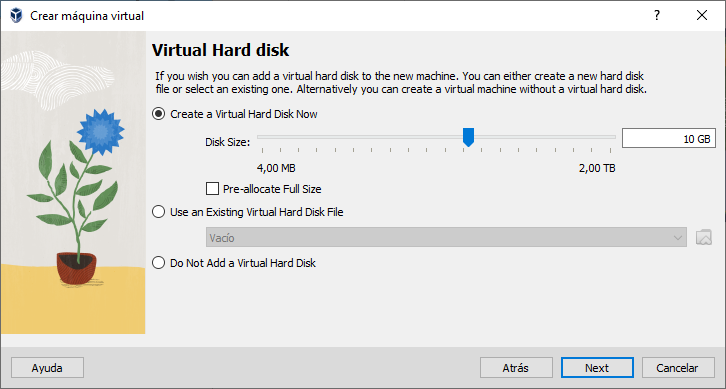 Crear máquina virtual
Virtual Hard disk
If you wish you can add a virtual hard disk to the new machine. You can either create a new hard disk
file or select an existing one. Alternatively you can create a virtual machine without a virtual hard disk.
Create a Virtual Hard Disk Now
Disk Size:
10 GB
4,00 MB
2,00 TB
Pre-allocate Full Size
Use an Existing Virtual Hard Disk File
Vacío
Do Not Add a Virtual Hard Disk
Ayuda
Atrás
Next
Cancelar